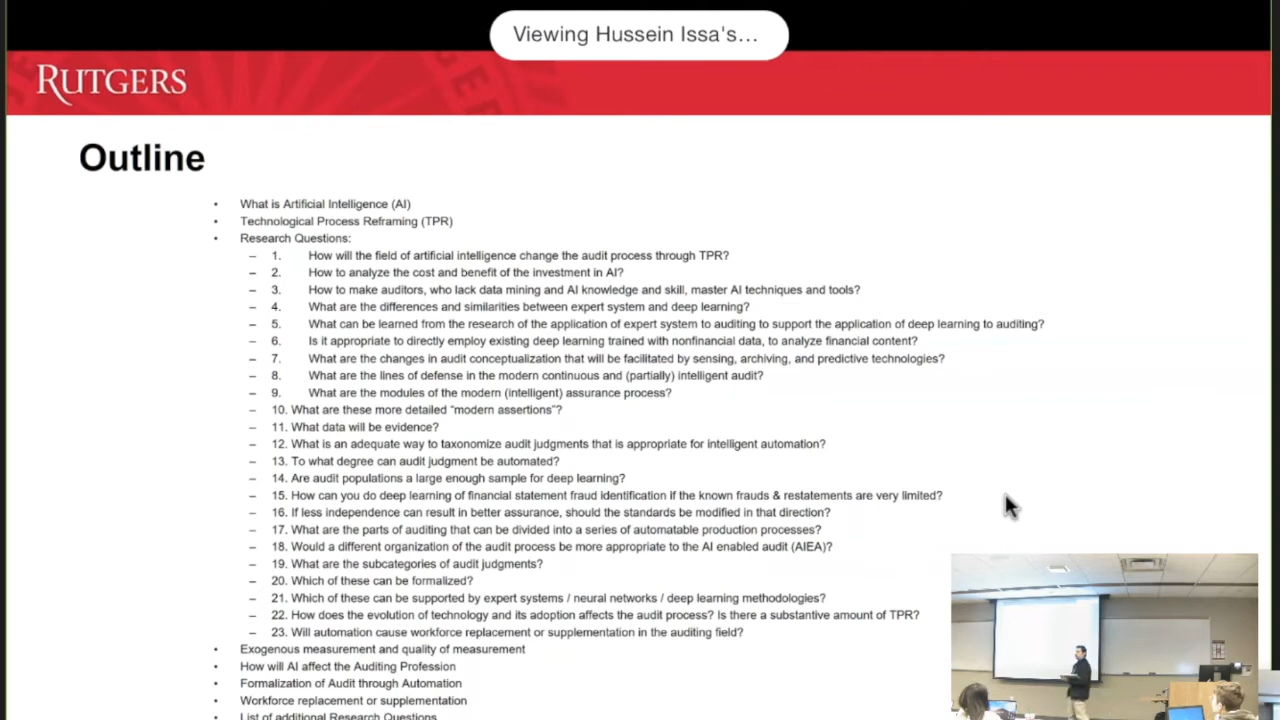 Viewing Hussein Issa's...
RUTGERS
Outline
• What is Artificial Intelligence (AI)
• Technological Process Reframing (TPR)
• Research Questions:
– 1. How will the field of artificial intelligence change the audit process through TPR?
– 2. How to analyze the cost and benefit of the investment in AI?
– 3. How to make auditors, who lack data mining and AI knowledge and skill, master AI techniques and tools?
– 4. What are the differences and similarities between expert system and deep learning?
– 5. What can be learned from the research of the application of expert system to auditing to support the application of deep learning to auditing?
– 6. Is it appropriate to directly employ existing deep learning trained with nonfinancial data, to analyze financial content?
– 7. What are the changes in audit conceptualization that will be facilitated by sensing, archiving, and predictive technologies?
– 8. What are the lines of defense in the modern continuous and (partially) intelligent audit?
– 9. What are the modules of the modern (intelligent) assurance process?
– 10. What are these more detailed “modern assertions”?
– 11. What data will be evidence?
– 12. What is an adequate way to taxonomize audit judgments that is appropriate for intelligent automation?
– 13. To what degree can audit judgment be automated?
– 14. Are audit populations a large enough sample for deep learning?
– 15. How can you do deep learning of financial statement fraud identification if the known frauds & restatements are very limited?
– 16. If less independence can result in better assurance, should the standards be modified in that direction?
– 17. What are the parts of auditing that can be divided into a series of automatable production processes?
– 18. Would a different organization of the audit process be more appropriate to the AI enabled audit (AIEA)?
– 19. What are the subcategories of audit judgments?
– 20. Which of these can be formalized?
– 21. Which of these can be supported by expert systems / neural networks / deep learning methodologies?
– 22. How does the evolution of technology and its adoption affects the audit process? Is there a substantive amount of TPR?
– 23. Will automation cause workforce replacement or supplementation in the auditing field?
• Exogenous measurement and quality of measurement
• How will AI affect the Auditing Profession
• Formalization of Audit through Automation
• Workforce replacement or supplementation
• List of additional Research Questions